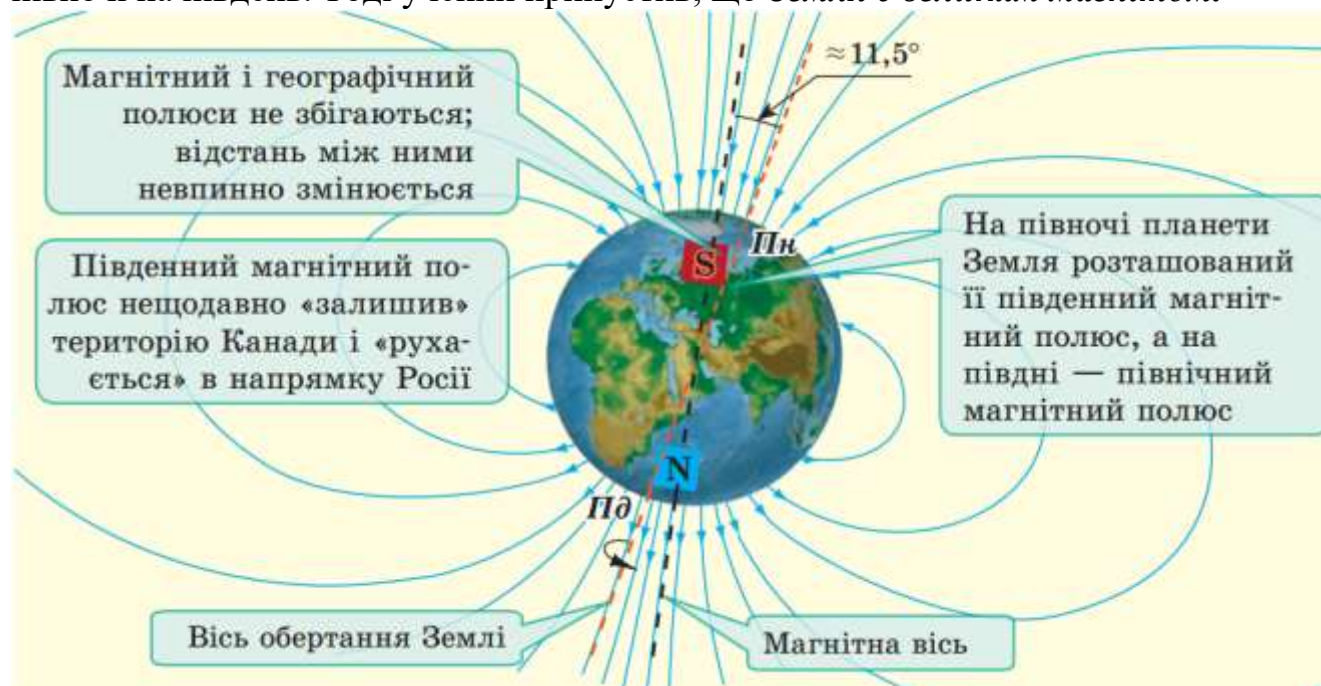 Магнітний і географічний
полюси не збігаються;
відстань між ними
невпинно змінюється
≈ 11,5°
Південний магнітний по-
люс нещодавно «залишив»
територію Канади і «руха-
ється» в напрямку Росії
Пн
S
На півночі планети
Земля розташований
її південний магніт-
ний полюс, а на
півдні — північний
магнітний полюс
N
Пд
Вісь обертання Землі
Магнітна вісь